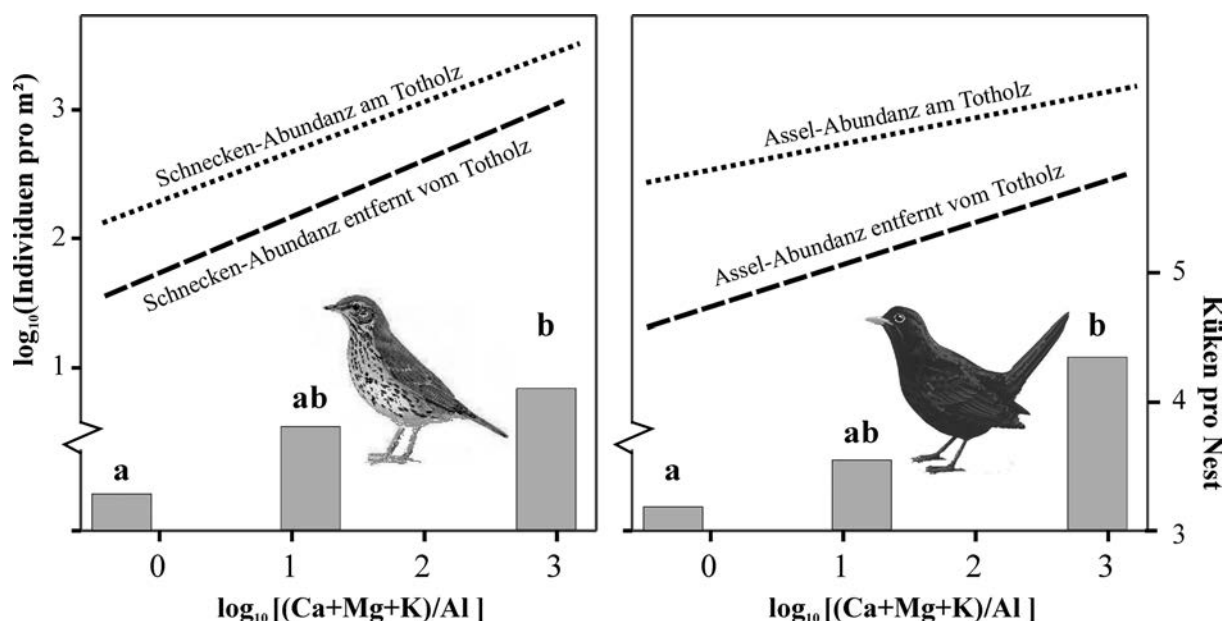 log₁₀(Individuen pro m²)
3
2
1
Schnecken-Abundanz am Totholz
Schnecken-Abundanz entfernt vom Totholz
a
ab
b
0 1 2 3
log₁₀[(Ca+Mg+K)/Al ]
Assel-Abundanz am Totholz
Assel-Abundanz entfernt vom Totholz
a
ab
b
0 1 2 3
log₁₀[(Ca+Mg+K)/Al ]
5
4
3
Küken pro Nest